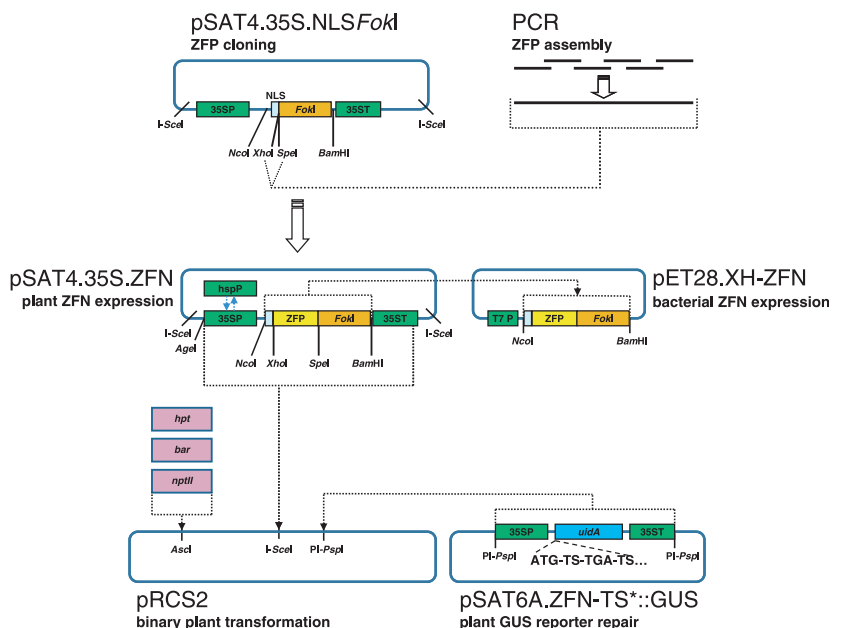 pSAT4.35S.NLSFokI
ZFP cloning
PCR
ZFP assembly
NLS
35SP
FokI
35ST
I-SceI
I-SceI
NcoI
XhoI
SpeI
BamHI
pSAT4.35S.ZFN
plant ZFN expression
hspP
35SP
ZFP
FokI
35ST
I-SceI
AgeI
I-SceI
NcoI
XhoI
SpeI
BamHI
pET28.XH-ZFN
bacterial ZFN expression
T7 P
ZFP
FokI
NcoI
BamHI
hpt
bar
nptII
AscI
I-SceI
PI-PspI
35SP
uidA
35ST
PI-PspI
PI-PspI
ATG-TS-TGA-TS...
pRCS2
binary plant transformation
pSAT6A.ZFN-TS*::GUS
plant GUS reporter repair